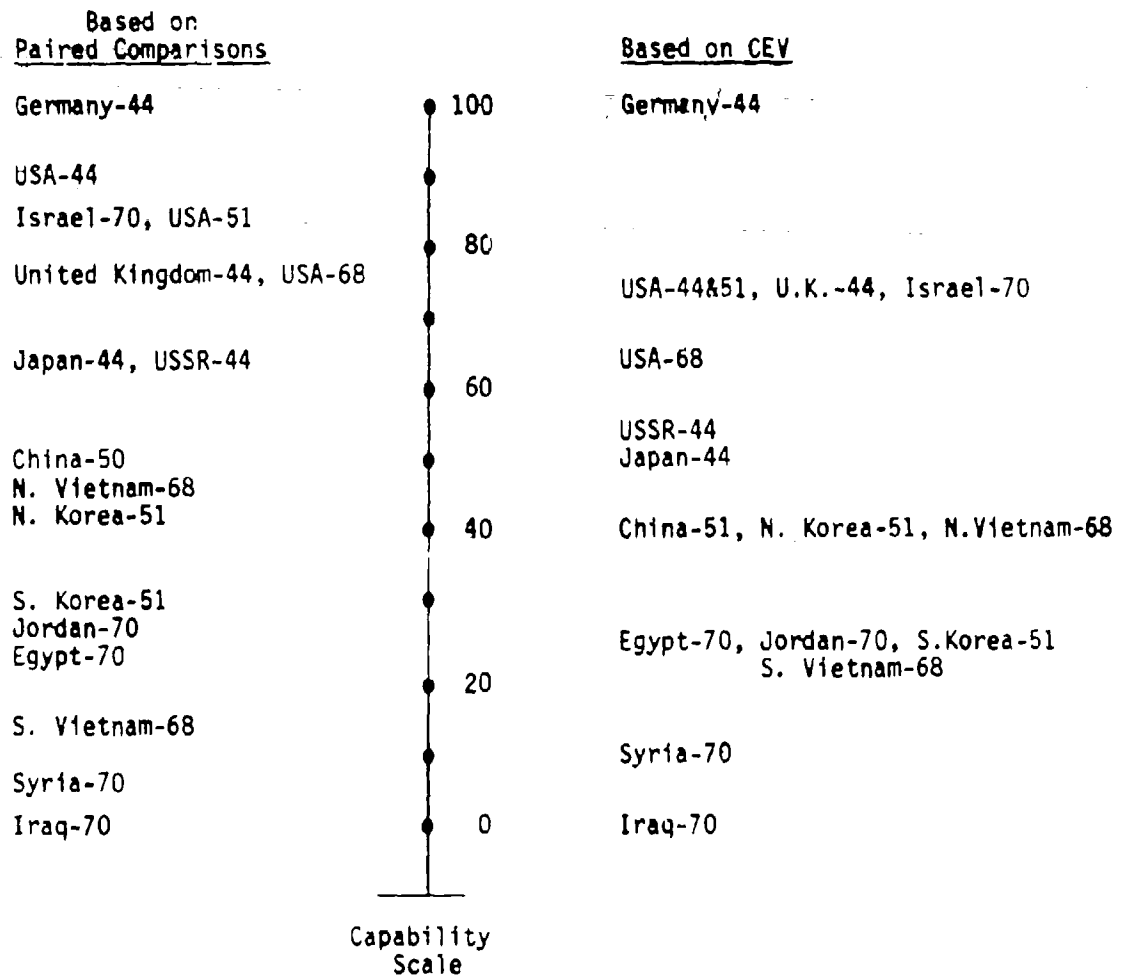 Based on
Paired Comparisons
Germany-44
USA-44
Israel-70, USA-51
United Kingdom-44, USA-68
Japan-44, USSR-44
China-50
N. Vietnam-68
N. Korea-51
S. Korea-51
Jordan-70
Egypt-70
S. Vietnam-68
Syria-70
Iraq-70
100
80
60
40
20
0
Capability
Scale
Based on CEV
Germany-44
USA-44&51, U.K.-44, Israel-70
USA-68
USSR-44
Japan-44
China-51, N. Korea-51, N.Vietnam-68
Egypt-70, Jordan-70, S.Korea-51
S. Vietnam-68
Syria-70
Iraq-70